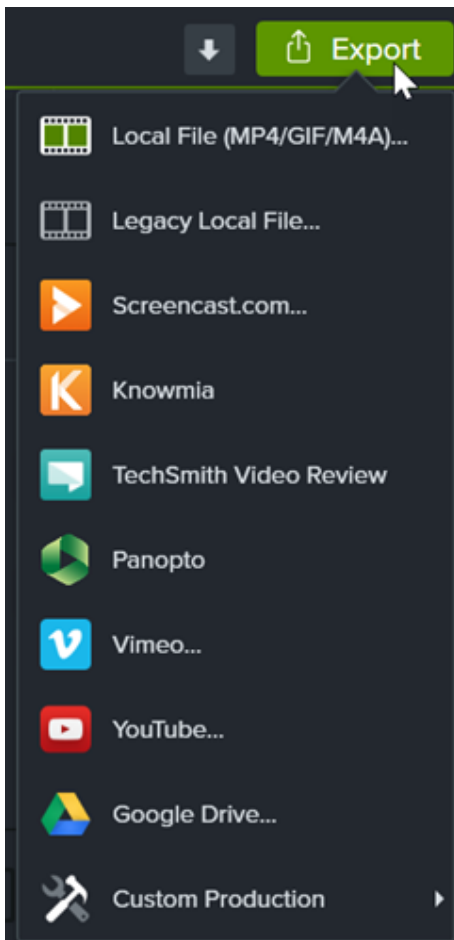 Export
Local File (MP4/GIF/M4A)...
Legacy Local File...
Screencast.com...
Knowmia
TechSmith Video Review
Panopto
Vimeo...
YouTube...
Google Drive...
Custom Production